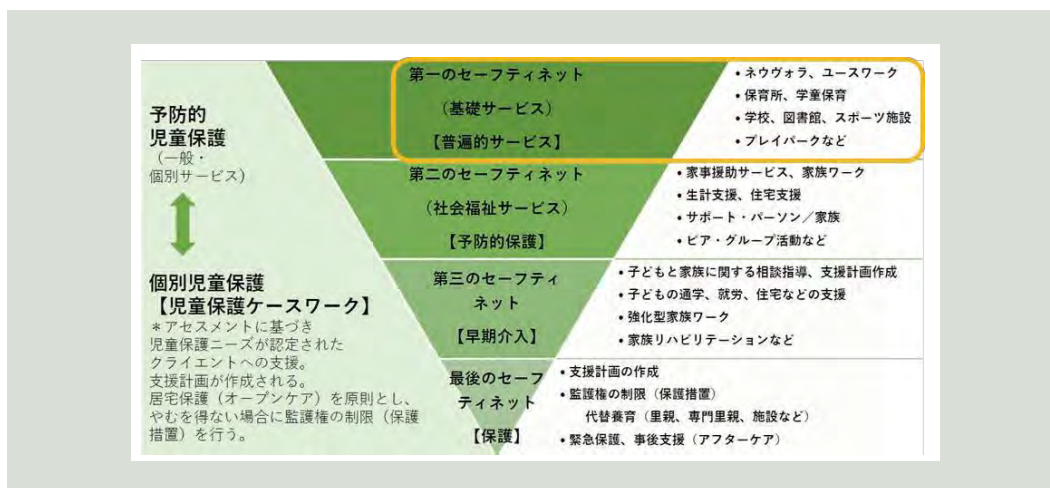 予防的
児童保護
（一般・
個別サービス）
個別児童保護
【児童保護ケースワーク】
＊アセスメントに基づき
児童保護ニーズが認定された
クライエントへの支援。
支援計画が作成される。
居宅保護（オープンケア）を原則とし、
やむを得ない場合に監護権の制限（保護
措置）を行う。
第一のセーフティネット
（基礎サービス）
【普遍的サービス】
• ネウヴォラ、ユースワーク
• 保育所、学童保育
• 学校、図書館、スポーツ施設
• プレイパークなど
第二のセーフティネット
（社会福祉サービス）
【予防的保護】
• 家事援助サービス、家族ワーク
• 生計支援、住宅支援
• サポート・パーソン／家族
• ピア・グループ活動など
第三のセーフティ
ネット
【早期介入】
• 子どもと家族に関する相談指導、支援計画作成
• 子どもの通学、就労、住宅などの支援
• 強化型家族ワーク
• 家族リハビリテーションなど
最後のセーフ
ティネット
【保護】
• 支援計画の作成
• 監護権の制限（保護措置）
代替養育（里親、専門里親、施設など）
• 緊急保護、事後支援（アフターケア）